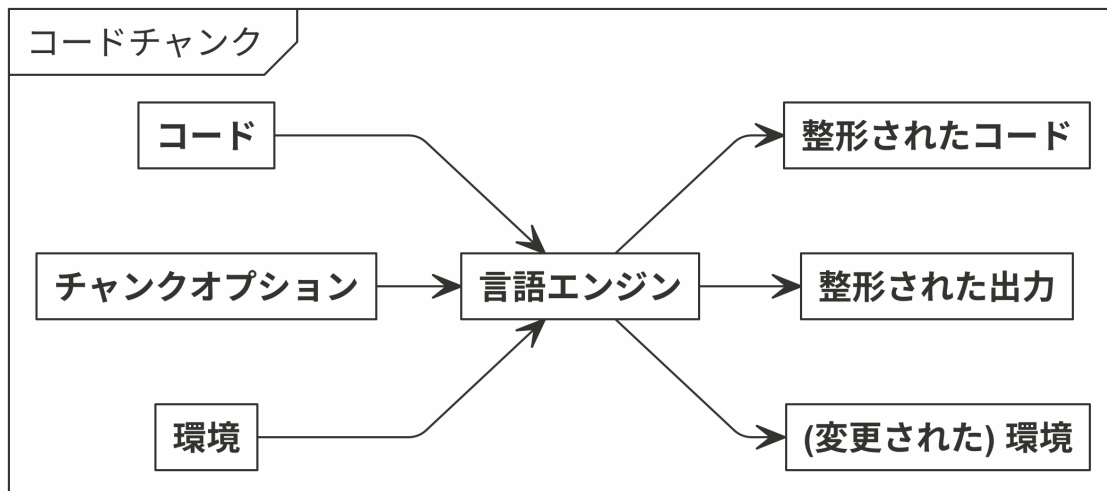 コードチャンク
コード
整形されたコード
チャンクオプション
言語エンジン
整形された出力
環境
(変更された) 環境